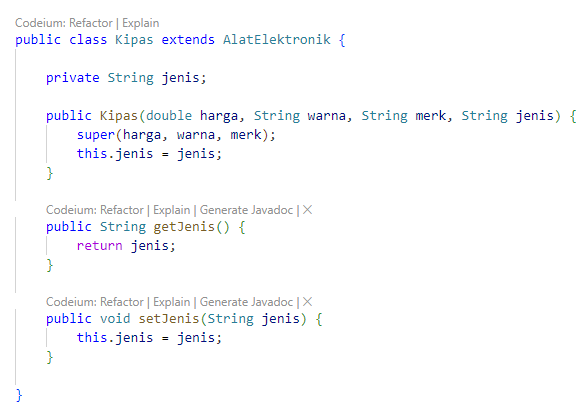 Codeium: Refactor | Explain
public class Kipas extends AlatElektronik {
private String jenis;
public Kipas(double harga, String warna, String merk, String jenis) {
super(harga, warna, merk);
this.jenis = jenis;
}
Codeium: Refactor | Explain | Generate Javadoc | ×
public String getJenis() {
return jenis;
}
Codeium: Refactor | Explain | Generate Javadoc | ×
public void setJenis(String jenis) {
this.jenis = jenis;
}
}